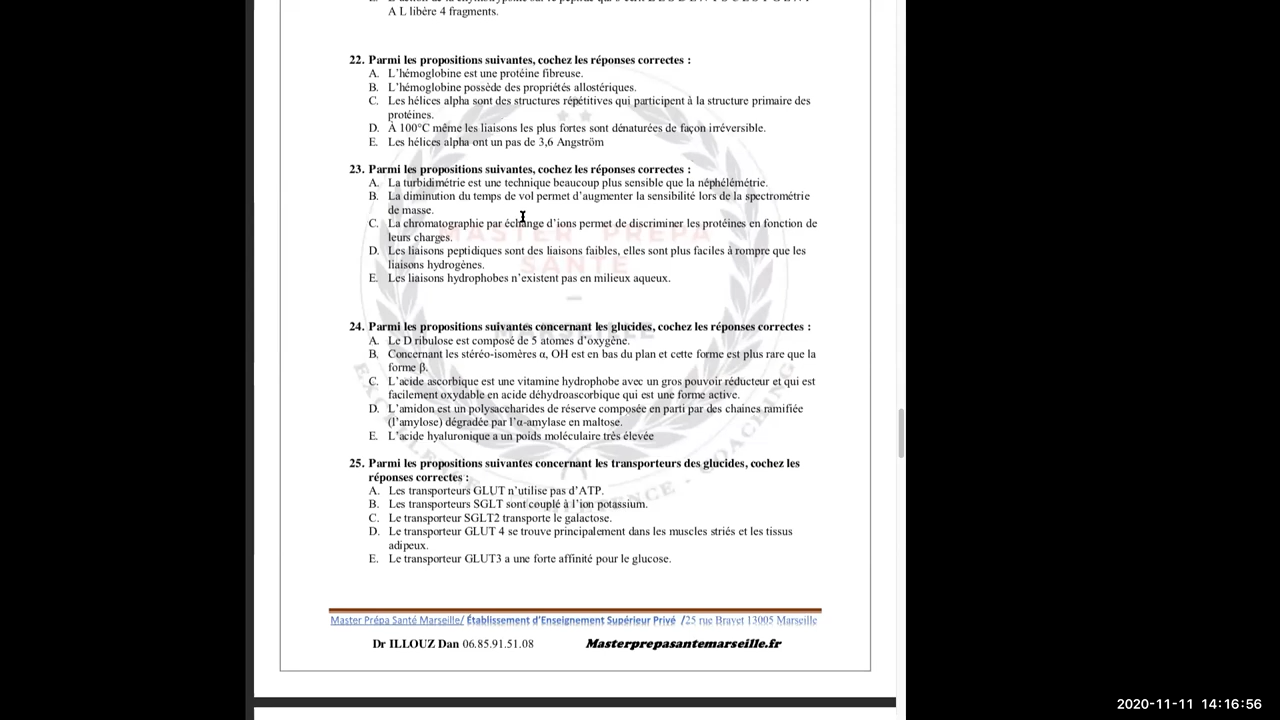 A L libère 4 fragments.
22. Parmi les propositions suivantes, cochez les réponses correctes :
A. L'hémoglobine est une protéine fibreuse.
B. L'hémoglobine possède des propriétés allostériques.
C. Les hélices alpha sont des structures répétitives qui participent à la structure primaire des
protéines.
D. À 100°C même les liaisons les plus fortes sont dénaturées de façon irréversible.
E. Les hélices alpha ont un pas de 3,6 Angström
23. Parmi les propositions suivantes, cochez les réponses correctes :
A. La turbidimétrie est une technique beaucoup plus sensible que la néphélémétrie.
B. La diminution du temps de vol permet d'augmenter la sensibilité lors de la spectrométrie
de masse.
C. La chromatographie par échange d'ions permet de discriminer les protéines en fonction de
leurs charges.
D. Les liaisons peptidiques sont des liaisons faibles, elles sont plus faciles à rompre que les
liaisons hydrogènes.
E. Les liaisons hydrophobes n'existent pas en milieux aqueux.
MASTER PREPA
SANTÉ
MARSEILLE
24. Parmi les propositions suivantes concernant les glucides, cochez les réponses correctes :
A. Le D ribulose est composé de 5 atomes d'oxygène.
B. Concernant les stéréo-isomères α, OH est en bas du plan et cette forme est plus rare que la
forme β.
C. L'acide ascorbique est une vitamine hydrophobe avec un gros pouvoir réducteur et qui est
facilement oxydable en acide déhydroascorbique qui est une forme active.
D. L'amidon est un polysaccharides de réserve composée en parti par des chaines ramifiée
(l'amylose) dégradée par l'α-amylase en maltose.
E. L'acide hyaluronique a un poids moléculaire très élevée
25. Parmi les propositions suivantes concernant les transporteurs des glucides, cochez les
réponses correctes :
A. Les transporteurs GLUT n'utilise pas d'ATP.
B. Les transporteurs SGLT sont couplé à l'ion potassium.
C. Le transporteur SGLT2 transporte le galactose.
D. Le transporteur GLUT 4 se trouve principalement dans les muscles striés et les tissus
adipeux.
E. Le transporteur GLUT3 a une forte affinité pour le glucose.
Master Prépa Santé Marseille/ Établissement d'Enseignement Supérieur Privé /25 rue Bravet 13005 Marseille
Dr ILLOUZ Dan 06.85.91.51.08 Masterprepasantemarseille.fr
2020-11-11 14:16:56